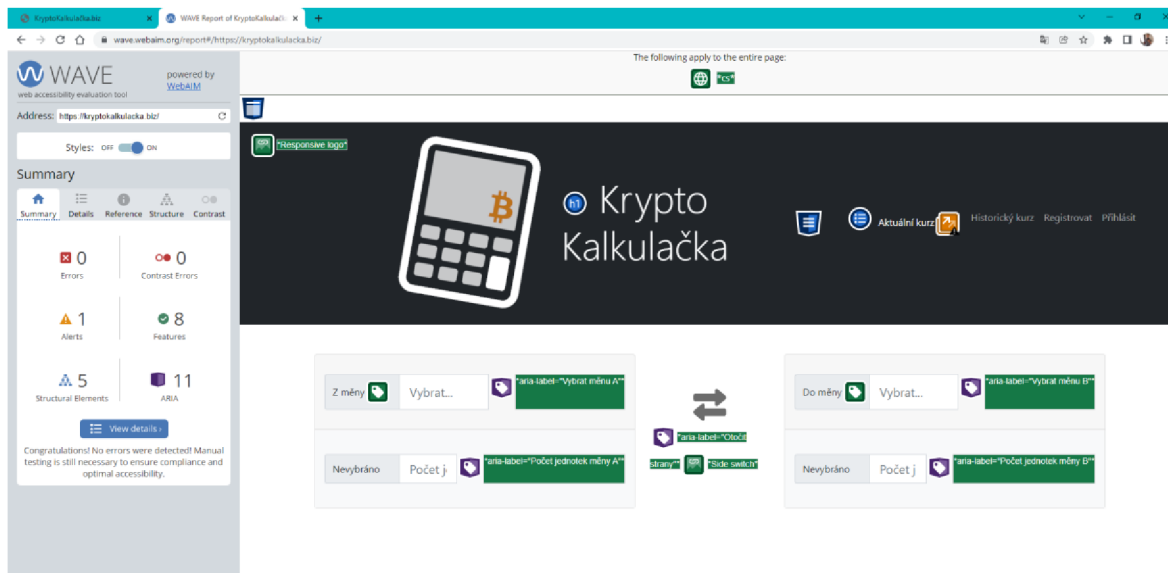 KryptoKalkulačka.biz
WAVE Report of KryptoKalkulačk
wave.webaim.org/report#/https://kryptokalkulacka.biz/
WAVE
web accessibility evaluation tool
powered by
WebAIM
Address: https://kryptokalkulacka.biz/
Styles: OFF ON
Summary
Summary Details Reference Structure Contrast
0
Errors
0
Contrast Errors
1
Alerts
8
Features
5
Structural Elements
11
ARIA
View details ›
Congratulations! No errors were detected! Manual
testing is still necessary to ensure compliance and
optimal accessibility.
The following apply to the entire page:
*cs*
*Responsive logo*
h1 Krypto
Kalkulačka
Aktuální kurz Historický kurz Registrovat Přihlásit
Z měny Vybrat... *aria-label="Vybrat měnu A"*
Nevybráno Počet j *aria-label="Počet jednotek měny A"*
*aria-label="Otočit
strany"* *Side switch*
Do měny Vybrat... *aria-label="Vybrat měnu B"*
Nevybráno Počet j *aria-label="Počet jednotek měny B"*